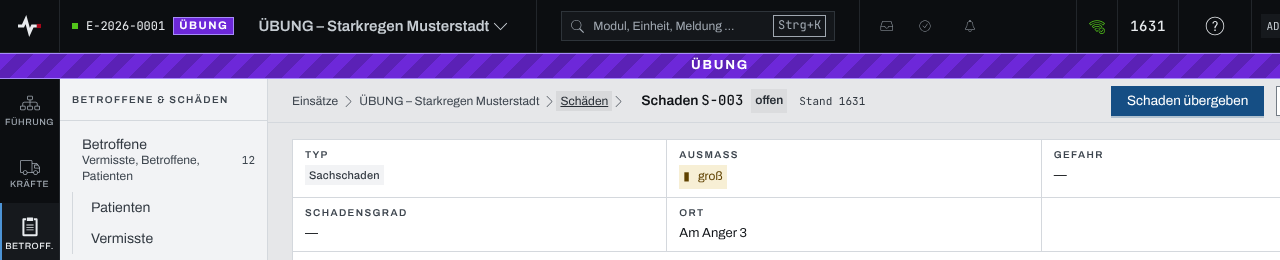 E-2026-0001 ÜBUNG ÜBUNG – Starkregen Musterstadt Modul, Einheit, Meldung ... Strg+K 1631 ? AD
ÜBUNG
FÜHRUNG
KRÄFTE
BETROFF.
BETROFFENE & SCHÄDEN
Betroffene
Vermisste, Betroffene, 12
Patienten
Patienten
Vermisste
Einsätze ÜBUNG – Starkregen Musterstadt Schäden Schaden S-003 offen Stand 1631 Schaden übergeben
TYP AUSMASS GEFAHR
Sachschaden groß —
SCHADENSGRAD ORT
— Am Anger 3